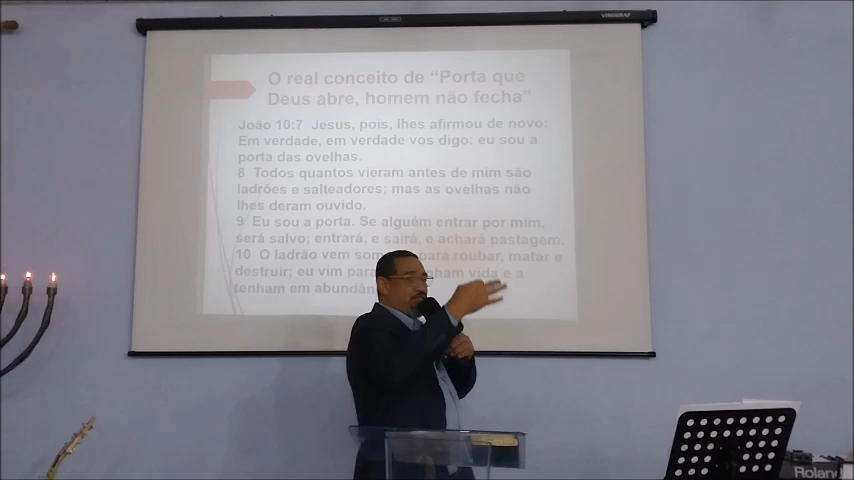 VISOGRAF
O real conceito de “Porta que
Deus abre, homem não fecha”
João 10:7 Jesus, pois, lhes afirmou de novo:
Em verdade, em verdade vos digo: eu sou a
porta das ovelhas.
8 Todos quantos vieram antes de mim são
ladrões e salteadores; mas as ovelhas não
lhes deram ouvido.
9 Eu sou a porta. Se alguém entrar por mim,
será salvo; entrará, e sairá, e achará pastagem.
10 O ladrão vem som para roubar, matar e
destruir; eu vim para ham vida e a
tenham em abundân
Roland